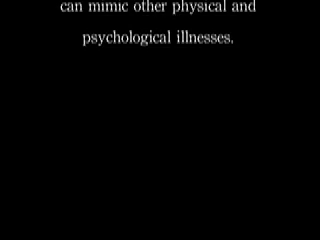 can mimic other physical and
psychological illnesses.